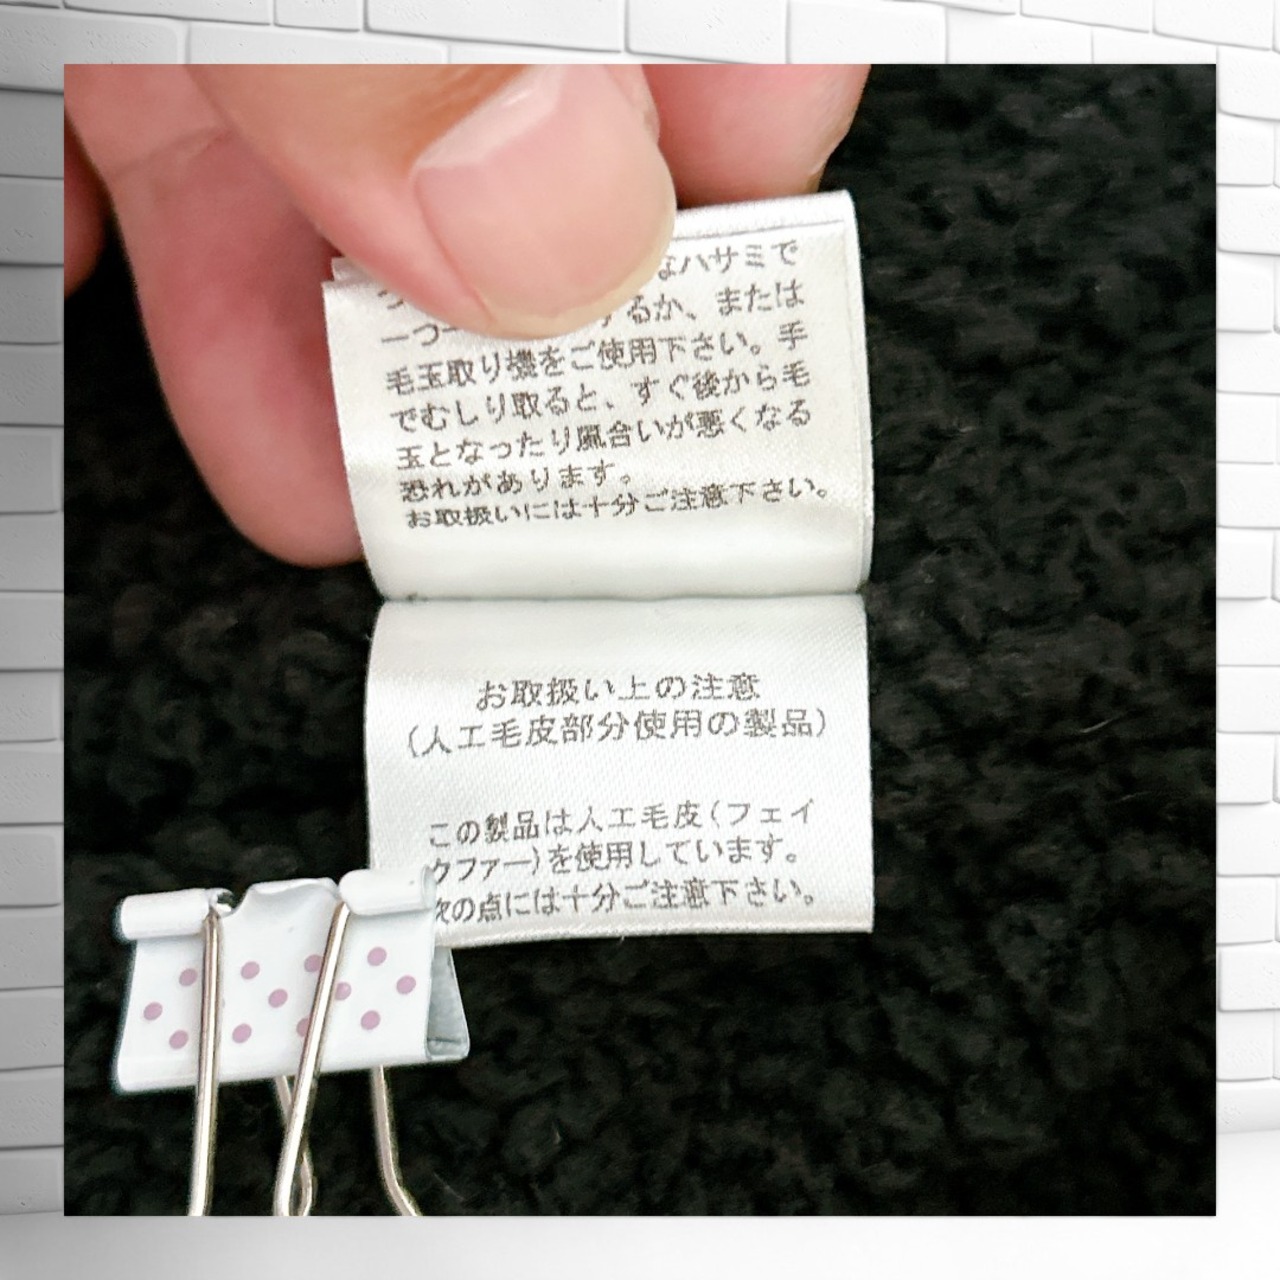 なハサミで
一つ
るか、または
毛玉取り機をご使用下さい。手
でむしり取ると、すぐ後から毛
玉となったり風合いが悪くなる
恐れがあります。
お取扱いには十分ご注意下さい。
お取扱い上の注意
(人工毛皮部分使用の製品)
この製品は人工毛皮(フェイ
クファー)を使用しています。
次の点には十分ご注意下さい。